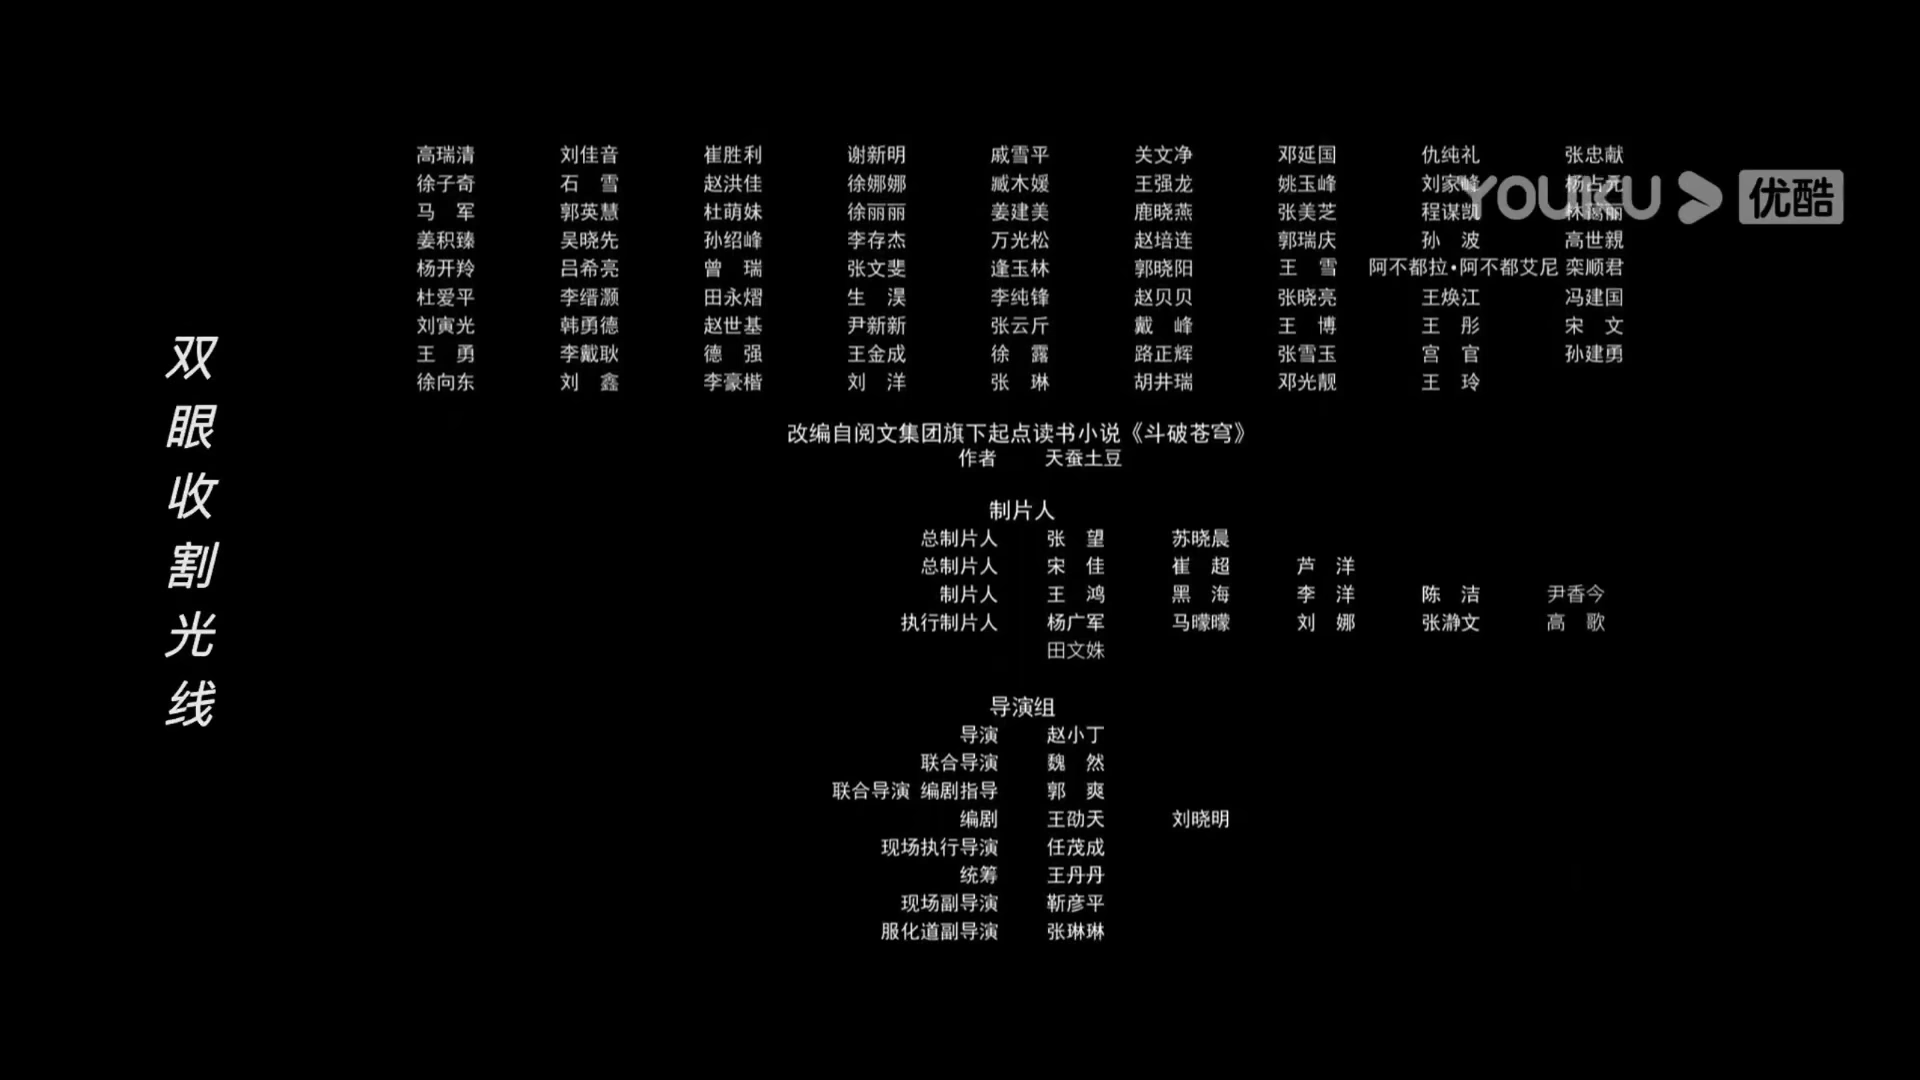 高瑞清 刘佳音 崔胜利 谢新明 戚雪平 关文净 邓延国 仇纯礼 张忠献
徐子奇 石 雪 赵洪佳 徐娜娜 臧木媛 王强龙 姚玉峰 刘家峰 杨占元
马 军 郭英慧 杜萌妹 徐丽丽 姜建美 鹿晓燕 张美芝 程谋凯 林蔼丽
姜积臻 吴晓先 孙绍峰 李存杰 万光松 赵培连 郭瑞庆 孙 波 高世親
杨开羚 吕希亮 曾 瑞 张文斐 逄玉林 郭晓阳 王 雪 阿不都拉·阿不都艾尼 栾顺君
杜爱平 李缙灏 田永熠 生 淏 李纯锋 赵贝贝 张晓亮 王焕江 冯建国
刘寅光 韩勇德 赵世基 尹新新 张云斤 戴 峰 王 博 王 彤 宋 文
王 勇 李戴耿 德 强 王金成 徐 露 路正辉 张雪玉 宫 官 孙建勇
徐向东 刘 鑫 李豪楷 刘 洋 张 琳 胡井瑞 邓光靓 王 玲
YOUKU 优酷
双眼收割光线
改编自阅文集团旗下起点读书小说《斗破苍穹》
作者 天蚕土豆
制片人
总制片人 张 望 苏晓晨
总制片人 宋 佳 崔 超 芦 洋
制片人 王 鸿 黑 海 李 洋 陈 洁 尹香今
执行制片人 杨广军 马曚曚 刘 娜 张瀞文 高 歌
田文姝
导演组
导演 赵小丁
联合导演 魏 然
联合导演 编剧指导 郭 爽
编剧 王劭天 刘晓明
现场执行导演 任茂成
统筹 王丹丹
现场副导演 靳彦平
服化道副导演 张琳琳